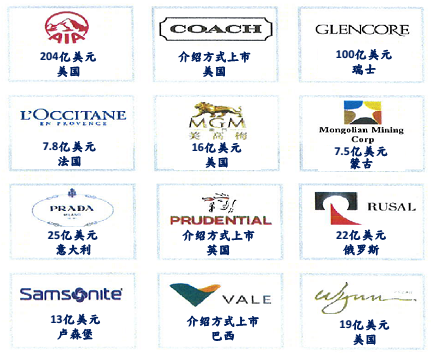 AIA
204亿美元
美国
COACH
介绍方式上市
美国
GLENCORE
100亿美元
瑞士
L'OCCITANE
EN PROVENCE
7.8亿美元
法国
MGM
美高梅
16亿美元
美国
Mongolian Mining
Corp
7.5亿美元
蒙古
PRADA
MILANO
25亿美元
意大利
PRUDENTIAL
介绍方式上市
英国
RUSAL
22亿美元
俄罗斯
Samsonite
13亿美元
卢森堡
VALE
介绍方式上市
巴西
Wynn
19亿美元
美国